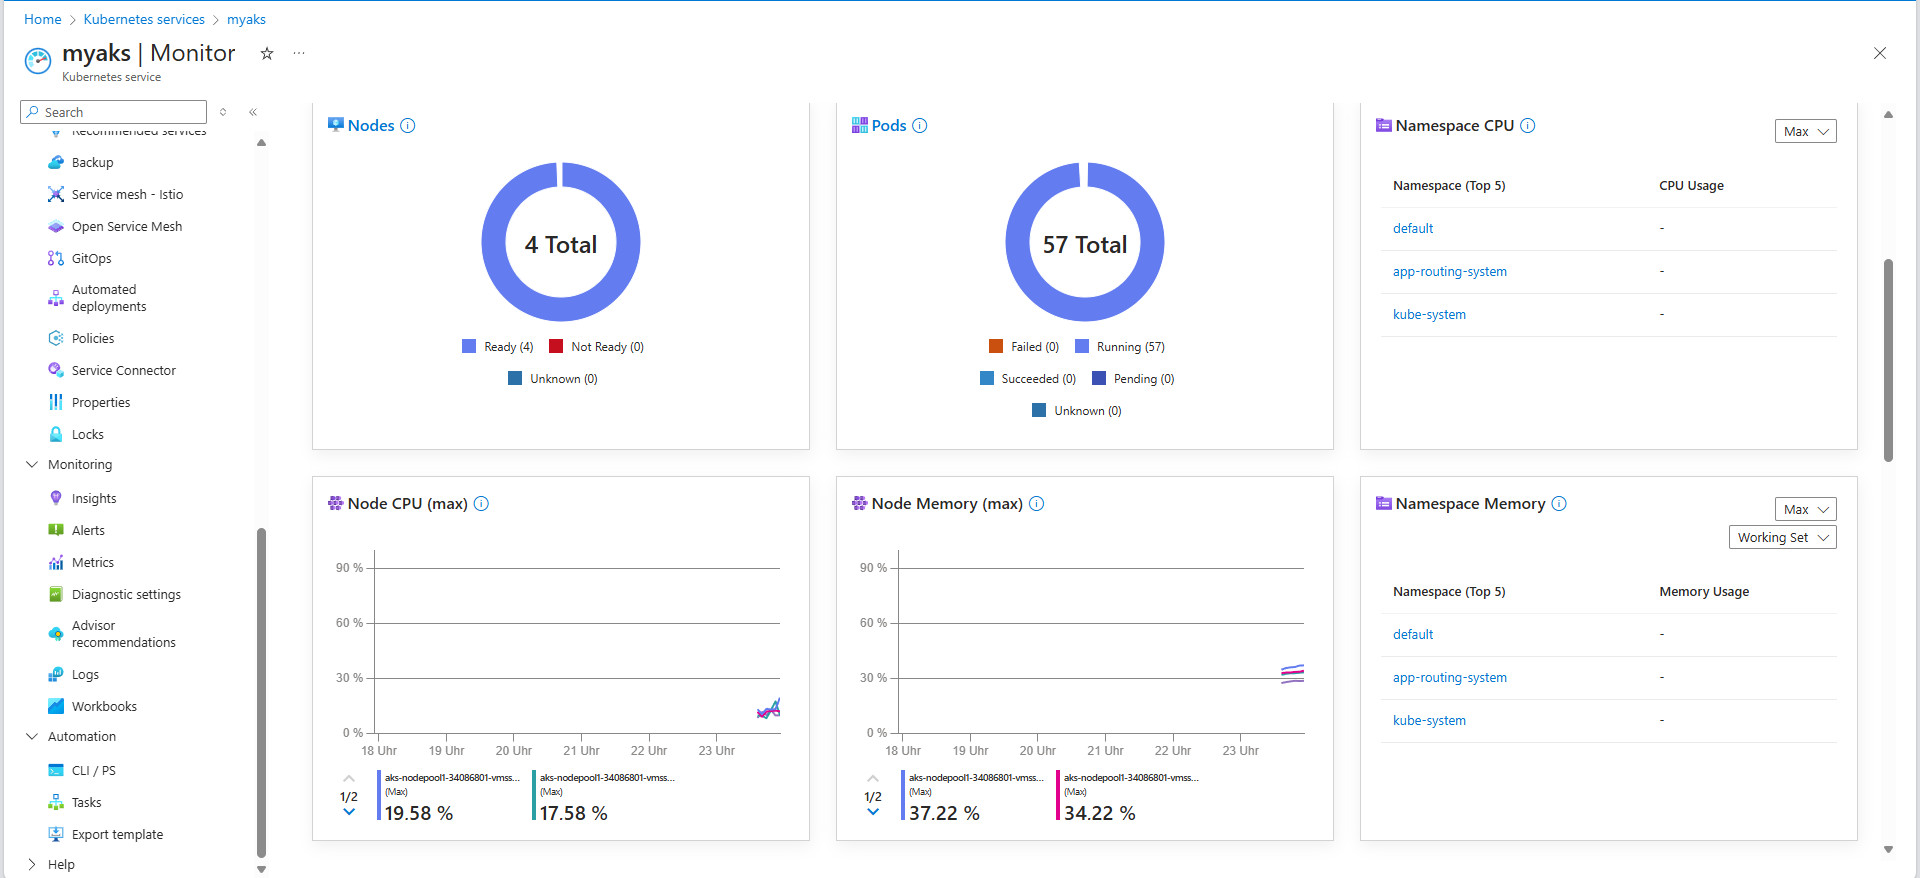 Home > Kubernetes services > myaks
myaks | Monitor
Kubernetes service
Search
Recommended services
Backup
Service mesh - Istio
Open Service Mesh
GitOps
Automated
deployments
Policies
Service Connector
Properties
Locks
Monitoring
Insights
Alerts
Metrics
Diagnostic settings
Advisor
recommendations
Logs
Workbooks
Automation
CLI / PS
Tasks
Export template
Help
Nodes
4 Total
Ready (4) Not Ready (0)
Unknown (0)
Pods
57 Total
Failed (0) Running (57)
Succeeded (0) Pending (0)
Unknown (0)
Namespace CPU
Max
Namespace (Top 5) CPU Usage
default -
app-routing-system -
kube-system -
Node CPU (max)
90 %
60 %
30 %
0 %
18 Uhr 19 Uhr 20 Uhr 21 Uhr 22 Uhr 23 Uhr
1/2
aks-nodepool1-34086801-vmss...
(Max)
19.58 %
aks-nodepool1-34086801-vmss...
(Max)
17.58 %
Node Memory (max)
90 %
60 %
30 %
0 %
18 Uhr 19 Uhr 20 Uhr 21 Uhr 22 Uhr 23 Uhr
1/2
aks-nodepool1-34086801-vmss...
(Max)
37.22 %
aks-nodepool1-34086801-vmss...
(Max)
34.22 %
Namespace Memory
Max
Working Set
Namespace (Top 5) Memory Usage
default -
app-routing-system -
kube-system -